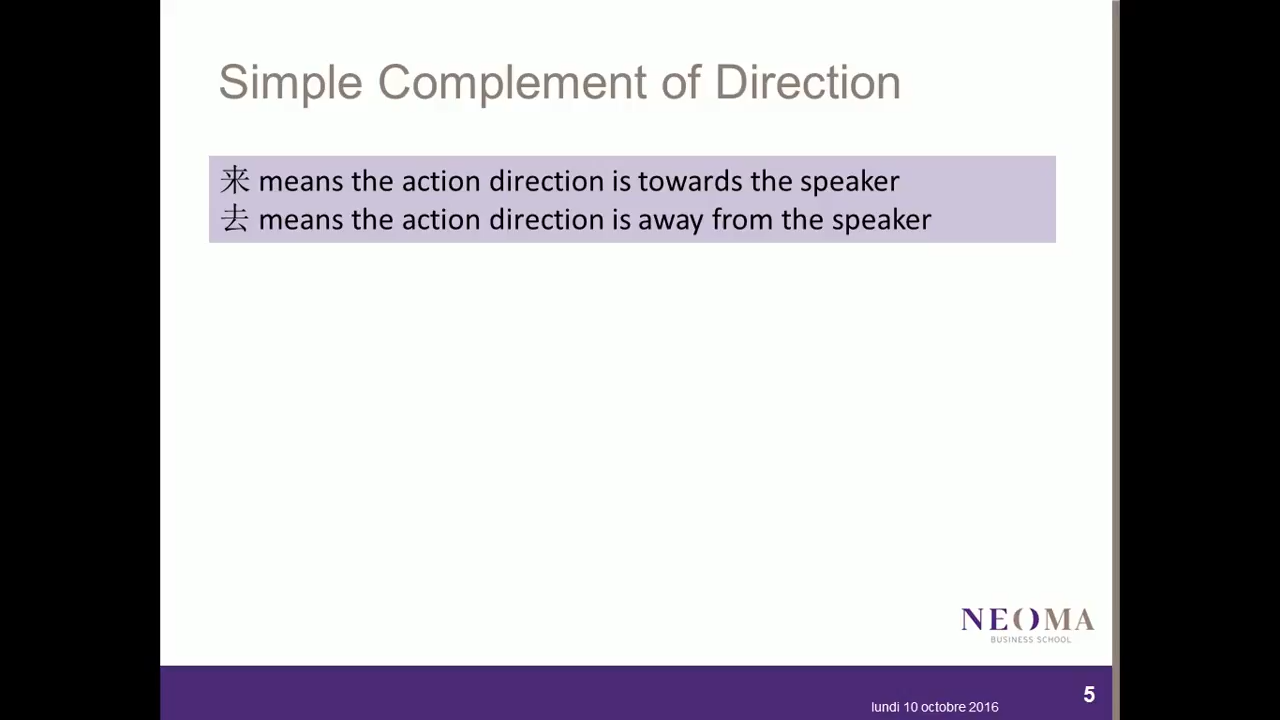 Simple Complement of Direction
来 means the action direction is towards the speaker
去 means the action direction is away from the speaker
NEOMA
BUSINESS SCHOOL
5
lundi 10 octobre 2016